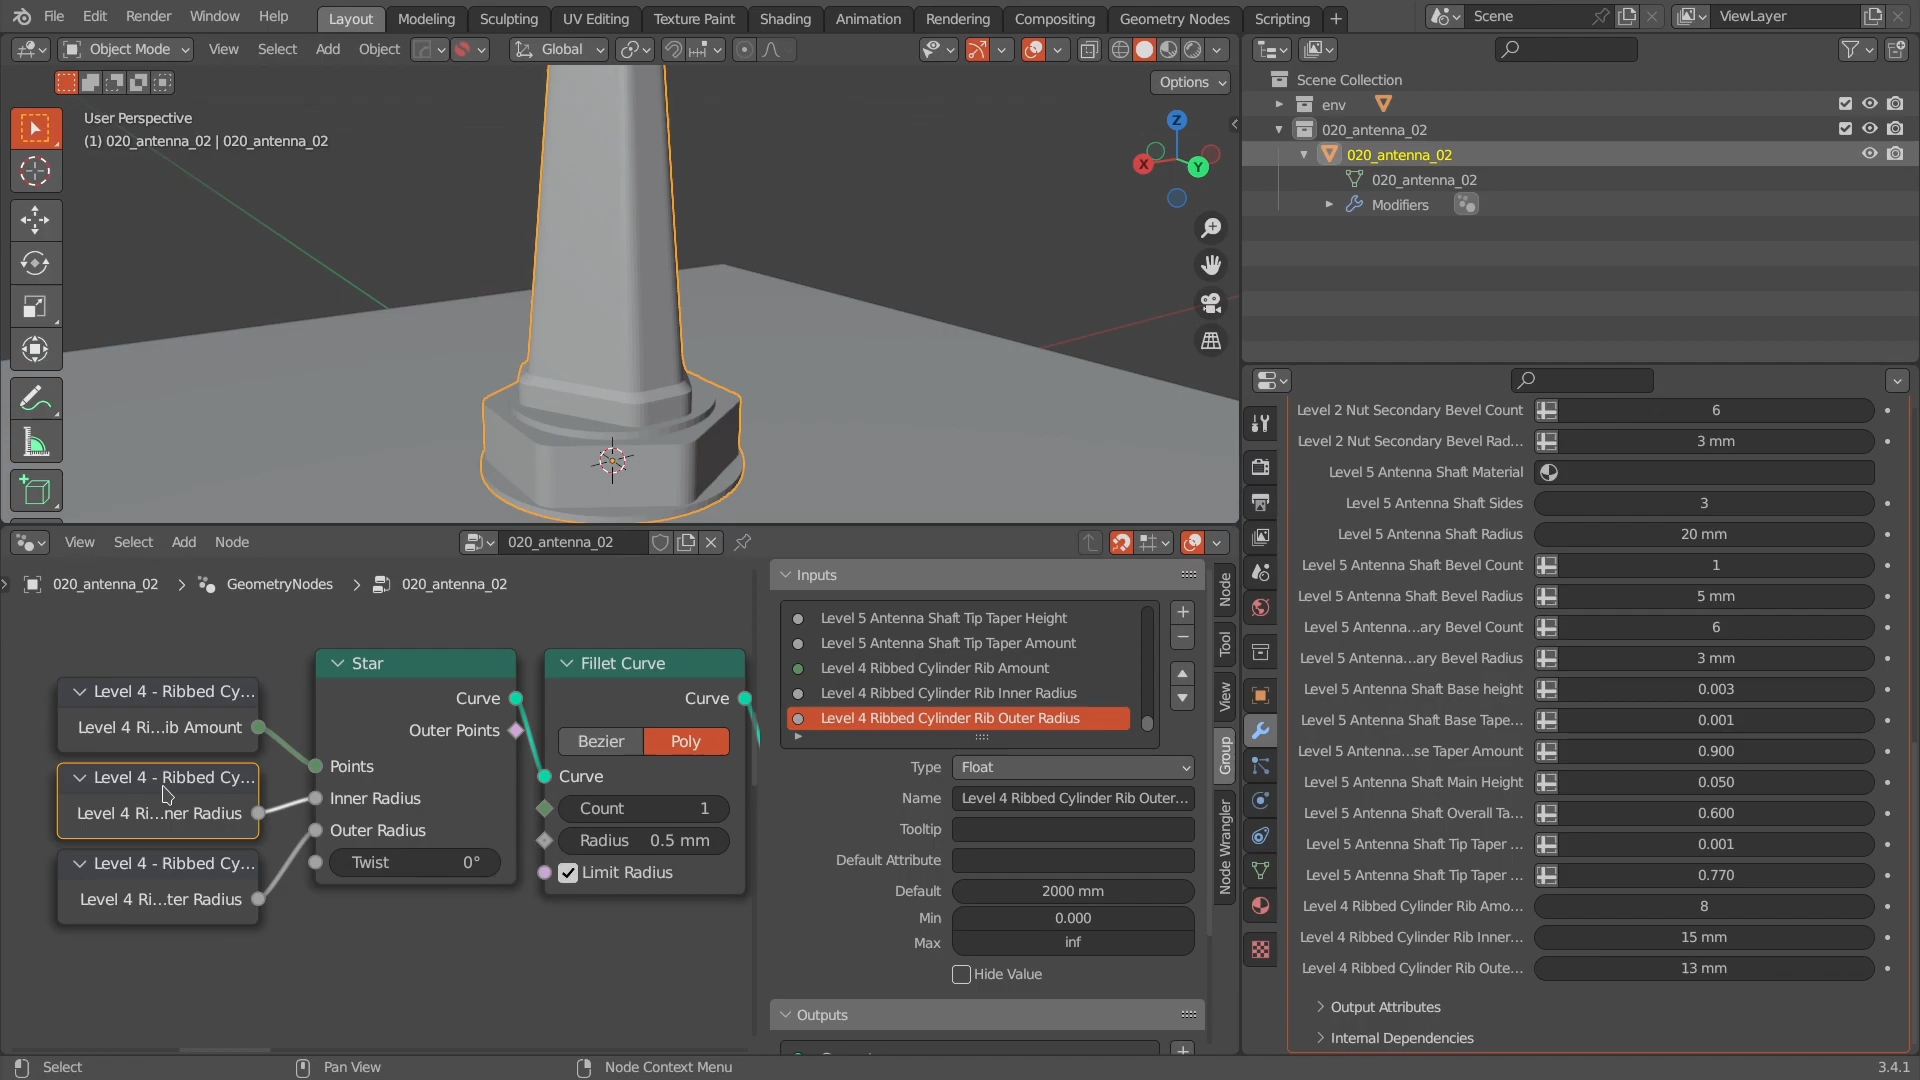 File Edit Render Window Help Layout Modeling Sculpting UV Editing Texture Paint Shading Animation Rendering Compositing Geometry Nodes Scripting + Scene ViewLayer
Object Mode View Select Add Object Global
Options
User Perspective
(1) 020_antenna_02 | 020_antenna_02
Z
X
Y
Scene Collection
env
020_antenna_02
020_antenna_02
020_antenna_02
Modifiers
View Select Add Node 020_antenna_02
020_antenna_02 > GeometryNodes > 020_antenna_02
Level 4 - Ribbed Cy...
Level 4 Ri...ib Amount
Level 4 - Ribbed Cy...
Level 4 Ri...ner Radius
Level 4 - Ribbed Cy...
Level 4 Ri...ter Radius
Star
Curve
Outer Points
Points
Inner Radius
Outer Radius
Twist 0°
Fillet Curve
Curve
Bezier Poly
Curve
Count 1
Radius 0.5 mm
Limit Radius
Inputs
Level 5 Antenna Shaft Tip Taper Height
Level 5 Antenna Shaft Tip Taper Amount
Level 4 Ribbed Cylinder Rib Amount
Level 4 Ribbed Cylinder Rib Inner Radius
Level 4 Ribbed Cylinder Rib Outer Radius
Type Float
Name Level 4 Ribbed Cylinder Rib Outer...
Tooltip
Default Attribute
Default 2000 mm
Min 0.000
Max inf
Hide Value
Outputs
Node
Tool
View
Group
Node Wrangler
Level 2 Nut Secondary Bevel Count 6
Level 2 Nut Secondary Bevel Rad... 3 mm
Level 5 Antenna Shaft Material
Level 5 Antenna Shaft Sides 3
Level 5 Antenna Shaft Radius 20 mm
Level 5 Antenna Shaft Bevel Count 1
Level 5 Antenna Shaft Bevel Radius 5 mm
Level 5 Antenna...ary Bevel Count 6
Level 5 Antenna...ary Bevel Radius 3 mm
Level 5 Antenna Shaft Base height 0.003
Level 5 Antenna Shaft Base Tape... 0.001
Level 5 Antenna...se Taper Amount 0.900
Level 5 Antenna Shaft Main Height 0.050
Level 5 Antenna Shaft Overall Ta... 0.600
Level 5 Antenna Shaft Tip Taper ... 0.001
Level 5 Antenna Shaft Tip Taper ... 0.770
Level 4 Ribbed Cylinder Rib Amo... 8
Level 4 Ribbed Cylinder Rib Inner... 15 mm
Level 4 Ribbed Cylinder Rib Oute... 13 mm
Output Attributes
Internal Dependencies
Select Pan View Node Context Menu 3.4.1